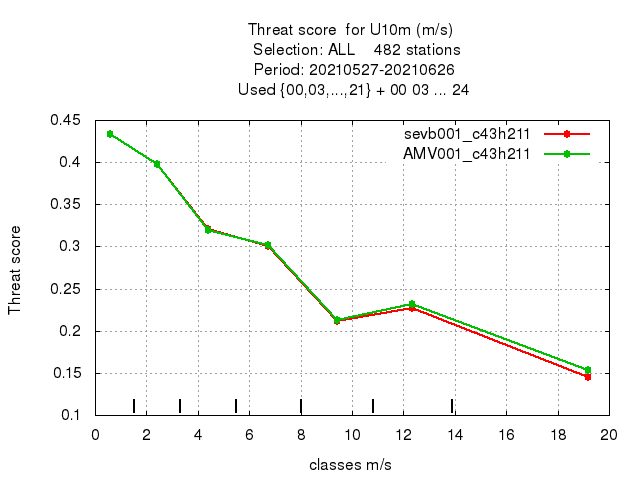 Threat score  for U10m (m/s)
Selection: ALL    482 stations
Period: 20210527-20210626
Used {00,03,...,21} + 00 03 ... 24
sevb001_c43h211
AMV001_c43h211
Threat score
0.45
0.4
0.35
0.3
0.25
0.2
0.15
0.1
0 2 4 6 8 10 12 14 16 18 20
classes m/s